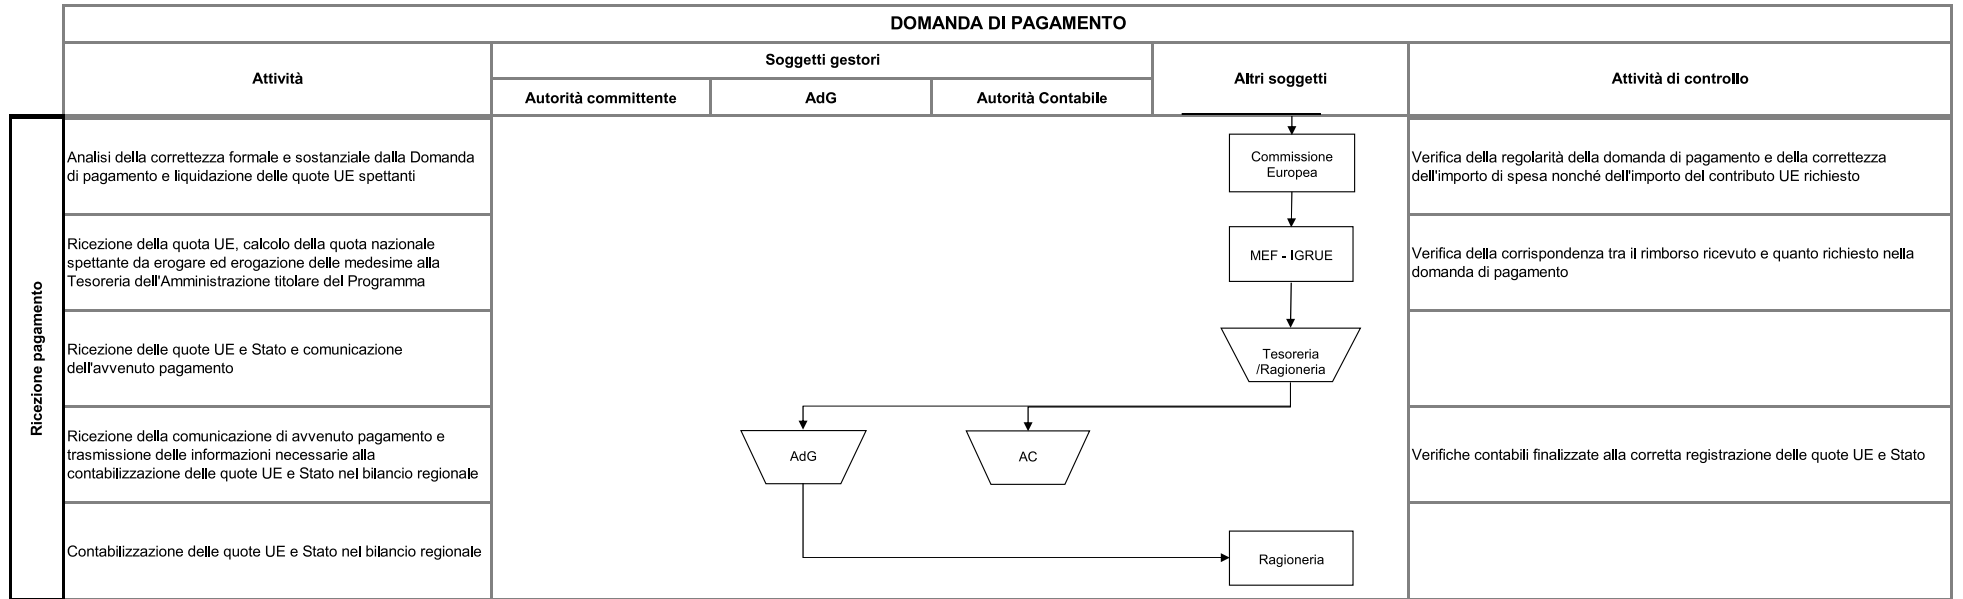 DOMANDA DI PAGAMENTO
Attività
Soggetti gestori
Autorità committente
AdG
Autorità Contabile
Altri soggetti
Attività di controllo
Ricezione pagamento
Analisi della correttezza formale e sostanziale dalla Domanda
di pagamento e liquidazione delle quote UE spettanti
Commissione
Europea
Verifica della regolarità della domanda di pagamento e della correttezza
dell'importo di spesa nonché dell'importo del contributo UE richiesto
Ricezione della quota UE, calcolo della quota nazionale
spettante da erogare ed erogazione delle medesime alla
Tesoreria dell'Amministrazione titolare del Programma
MEF - IGRUE
Verifica della corrispondenza tra il rimborso ricevuto e quanto richiesto nella
domanda di pagamento
Ricezione delle quote UE e Stato e comunicazione
dell'avvenuto pagamento
Tesoreria
/Ragioneria
Ricezione della comunicazione di avvenuto pagamento e
trasmissione delle informazioni necessarie alla
contabilizzazione delle quote UE e Stato nel bilancio regionale
AdG
AC
Verifiche contabili finalizzate alla corretta registrazione delle quote UE e Stato
Contabilizzazione delle quote UE e Stato nel bilancio regionale
Ragioneria